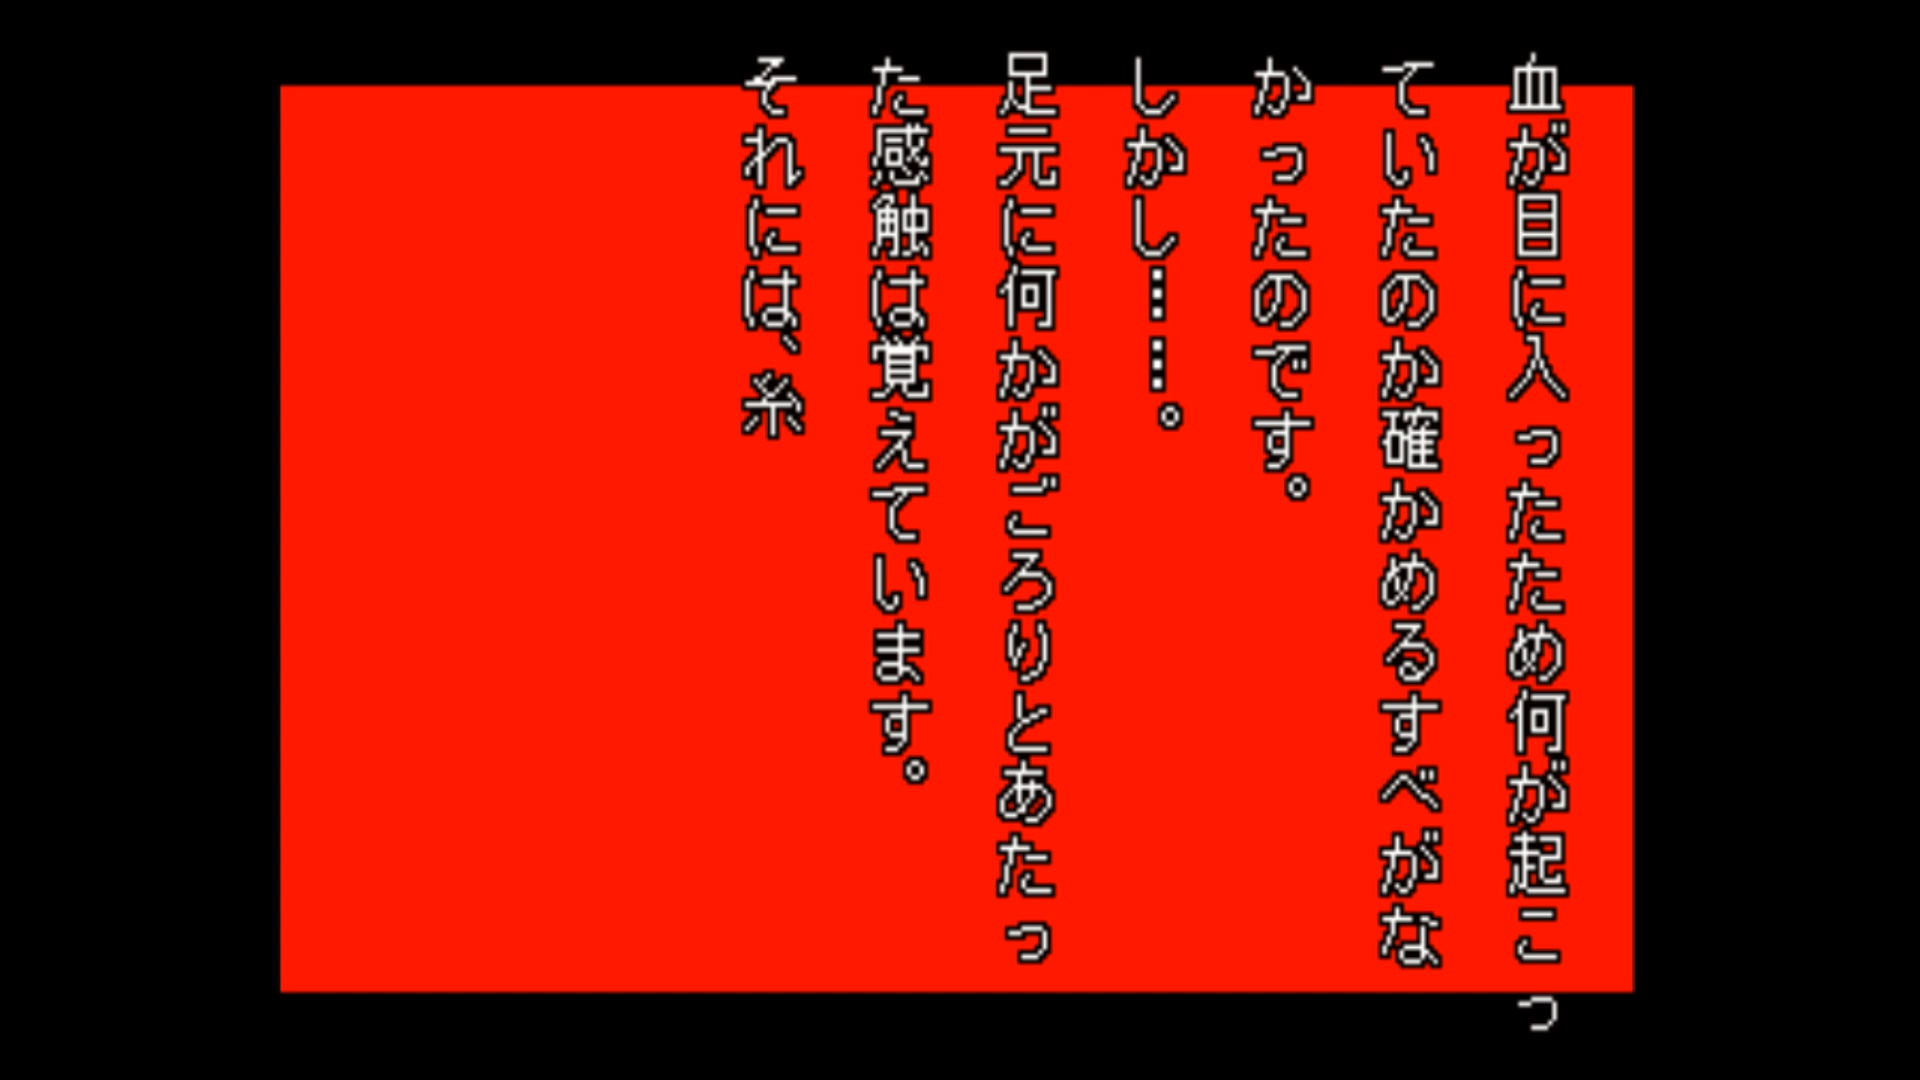 血が目に入ったため何が起こっ
ていたのか確かめるすべがな
かったのです。
しかし……。
足元に何かがごろりとあたっ
た感触は覚えています。
それには、糸